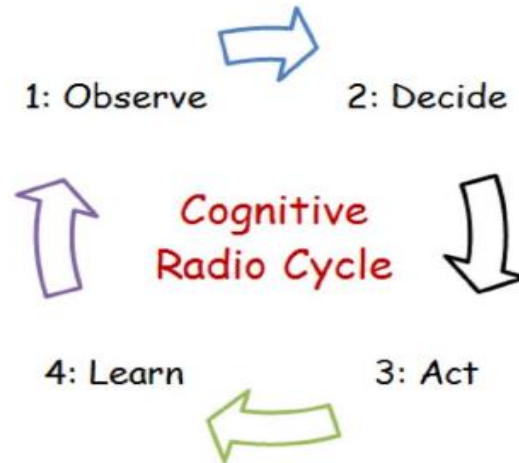 1: Observe
2: Decide
Cognitive
Radio Cycle
4: Learn
3: Act